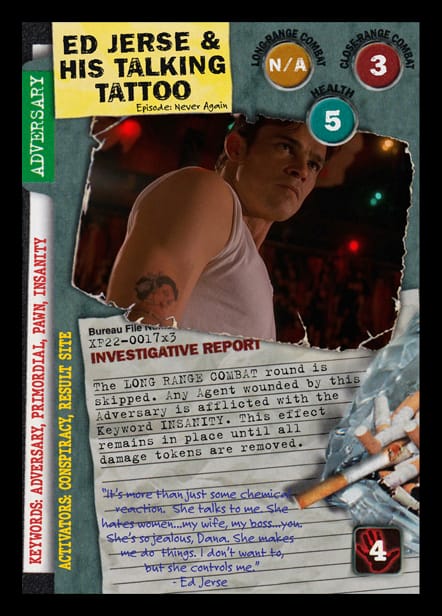 ED JERSE &
HIS TALKING
TATTOO
Episode: Never Again
LONG-RANGE COMBAT
N/A
CLOSE-RANGE COMBAT
3
HEALTH
5
ADVERSARY
KEYWORDS: ADVERSARY, PRIMORDIAL, PAWN, INSANITY
ACTIVATORS: CONSPIRACY, RESULT SITE
Bureau File
XF22-0017x3
INVESTIGATIVE REPORT
The LONG RANGE COMBAT round is
skipped. Any Agent wounded by this
Adversary is afflicted with the
Keyword INSANITY. This effect
remains in place until all
damage tokens are removed.
"It's more than just some chemical
reaction. She talks to me. She
hates women...my wife, my boss...you.
She's so jealous, Dana. She makes
me do things. I don't want to,
but she controls me."
- Ed Jerse
4